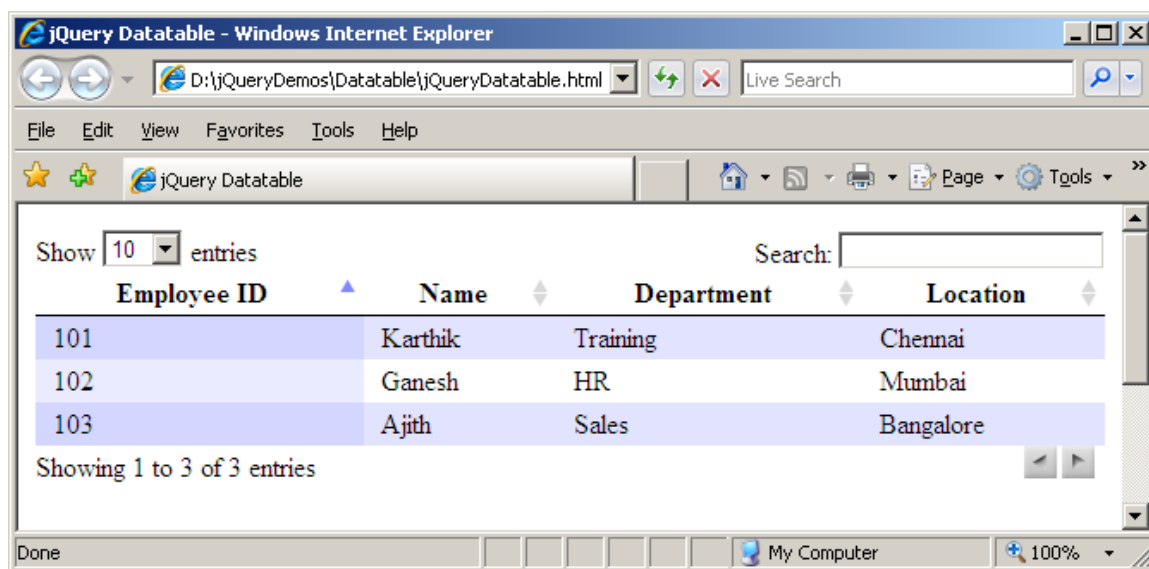 jQuery Datatable - Windows Internet Explorer
D:\jQueryDemos\Datatable\jQueryDatatable.html Live Search
File Edit View Favorites Tools Help
jQuery Datatable Page Tools »
Show 10 entries Search:
Employee ID Name Department Location
101 Karthik Training Chennai
102 Ganesh HR Mumbai
103 Ajith Sales Bangalore
Showing 1 to 3 of 3 entries
Done My Computer 100%